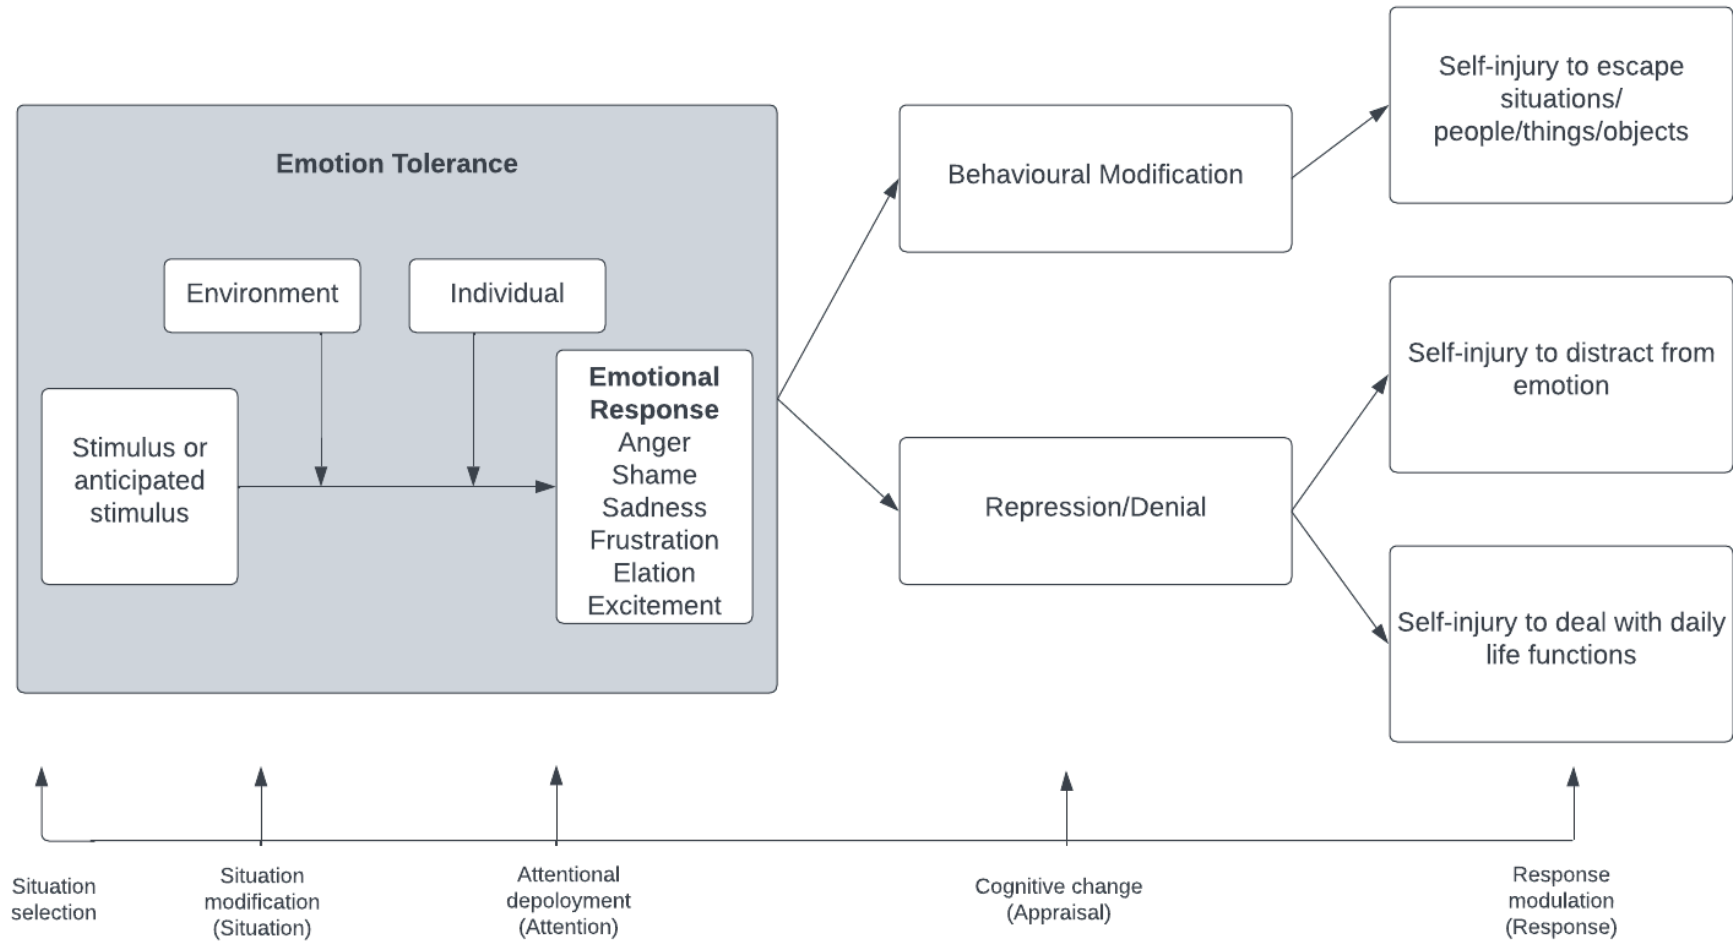 Emotion Tolerance
Environment
Individual
Stimulus or
anticipated
stimulus
Emotional
Response
Anger
Shame
Sadness
Frustration
Elation
Excitement
Behavioural Modification
Repression/Denial
Self-injury to escape
situations/
people/things/objects
Self-injury to distract from
emotion
Self-injury to deal with daily
life functions
Situation
selection
Situation
modification
(Situation)
Attentional
depoloyment
(Attention)
Cognitive change
(Appraisal)
Response
modulation
(Response)